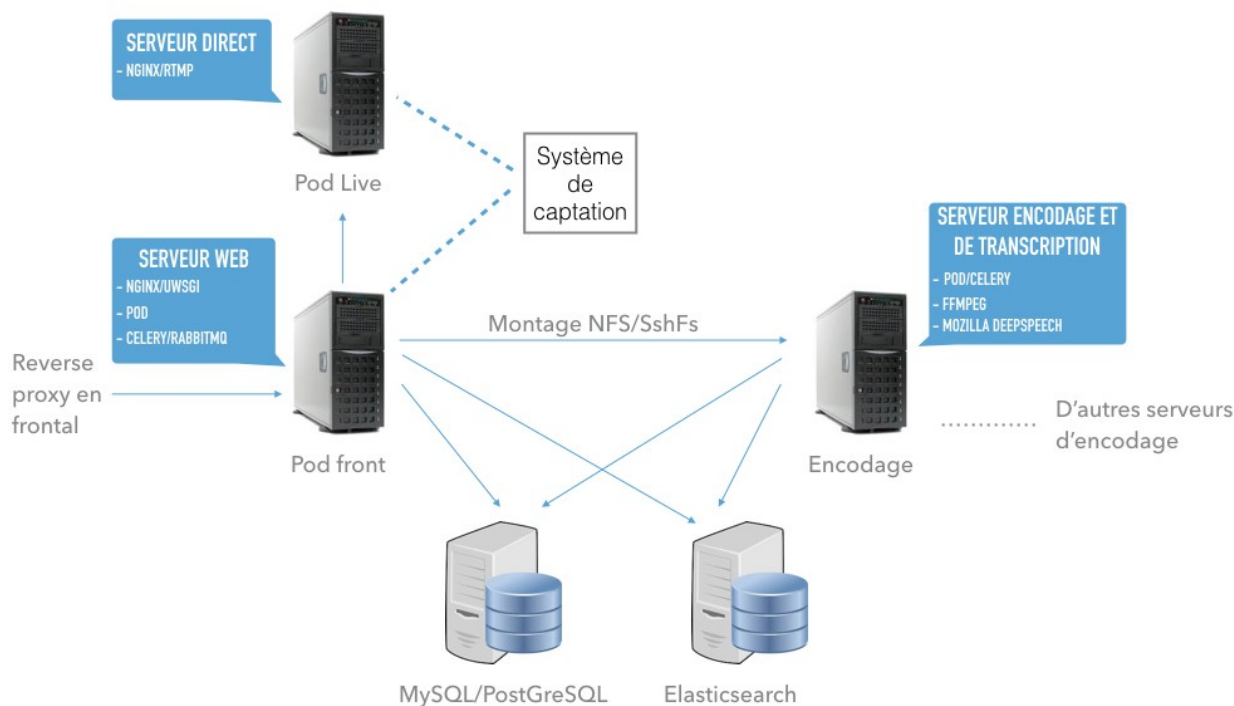 SERVEUR DIRECT
- NGINX/RTMP
Pod Live
Système
de
captation
SERVEUR WEB
- NGINX/UWSGI
- POD
- CELERY/RABBITMQ
Reverse
proxy en
frontal
Pod front
Montage NFS/SshFs
SERVEUR ENCODAGE ET
DE TRANSCRIPTION
- POD/CELERY
- FFMPEG
- MOZILLA DEEPSPEECH
Encodage
D'autres serveurs
d'encodage
MySQL/PostGreSQL
Elasticsearch